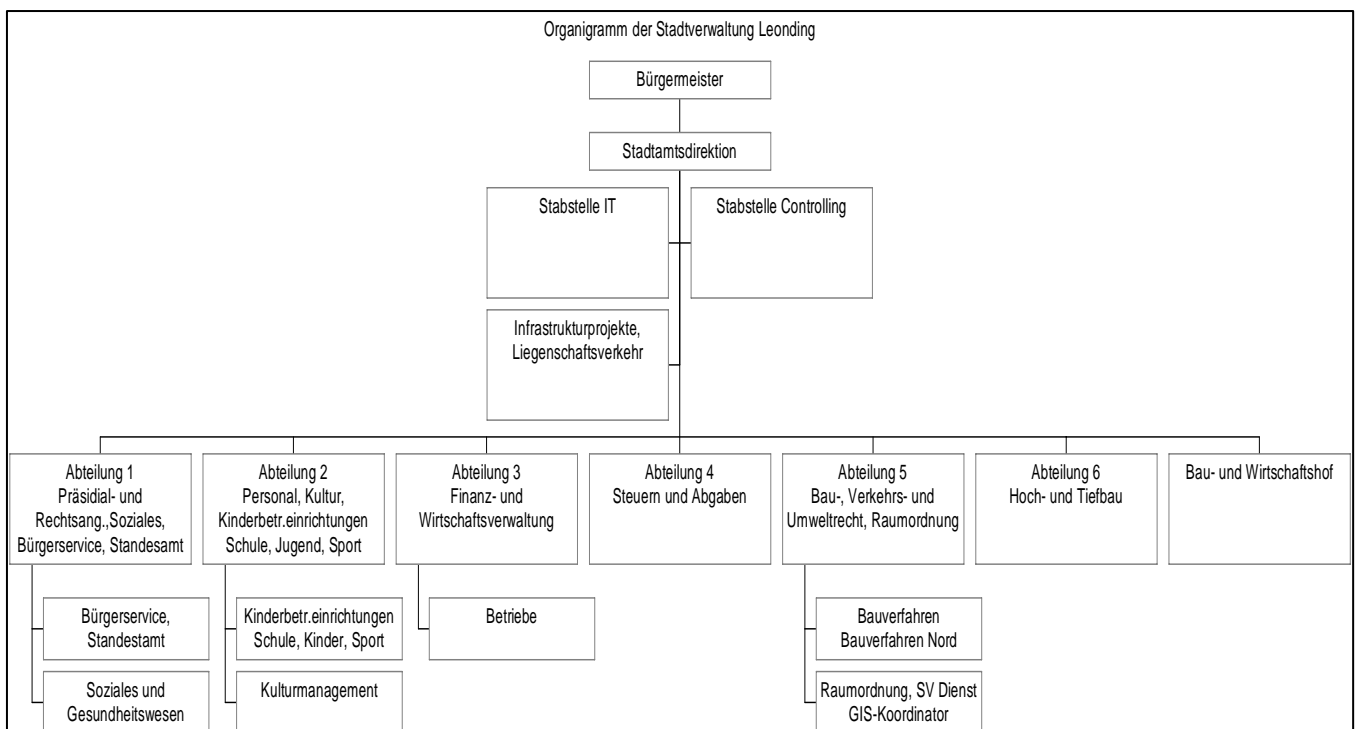 Organigramm der Stadtverwaltung Leonding
Bürgermeister
Stadtamtsdirektion
Stabstelle IT
Stabstelle Controlling
Infrastrukturprojekte,
Liegenschaftsverkehr
Abteilung 1
Präsidial- und
Rechtsang.,Soziales,
Bürgerservice, Standesamt
Abteilung 2
Personal, Kultur,
Kinderbetr.einrichtungen
Schule, Jugend, Sport
Abteilung 3
Finanz- und
Wirtschaftsverwaltung
Abteilung 4
Steuern und Abgaben
Abteilung 5
Bau-, Verkehrs- und
Umweltrecht, Raumordnung
Abteilung 6
Hoch- und Tiefbau
Bau- und Wirtschaftshof
Bürgerservice,
Standestamt
Soziales und
Gesundheitswesen
Kinderbetr.einrichtungen
Schule, Kinder, Sport
Kulturmanagement
Betriebe
Bauverfahren
Bauverfahren Nord
Raumordnung, SV Dienst
GIS-Koordinator